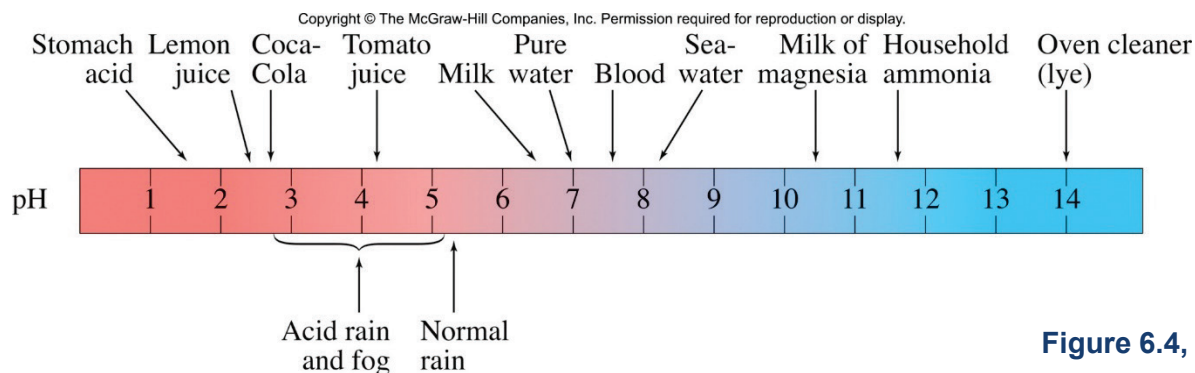 Copyright © The McGraw-Hill Companies, Inc. Permission required for reproduction or display.
Stomach acid
Lemon juice
Coca-Cola
Tomato juice
Milk
Pure water
Blood
Sea-water
Milk of magnesia
Household ammonia
Oven cleaner (lye)
pH 1 2 3 4 5 6 7 8 9 10 11 12 13 14
Acid rain and fog
Normal rain
Figure 6.4,